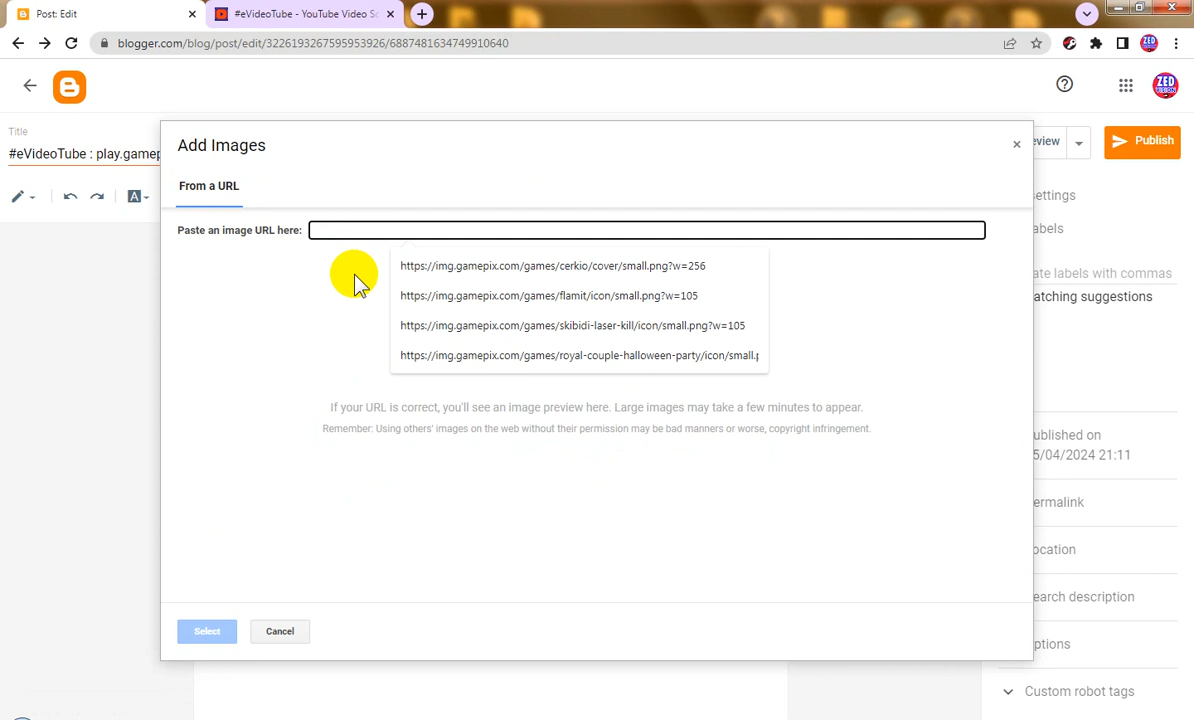 Post: Edit
#eVideoTube - YouTube Video Se
blogger.com/blog/post/edit/3226193267595953926/6887481634749910640
ZED
VISION
Title
#eVideoTube : play.gamep
Add Images
×
eview
Publish
From a URL
Paste an image URL here:
https://img.gamepix.com/games/cerkio/cover/small.png?w=256
https://img.gamepix.com/games/flamit/icon/small.png?w=105
https://img.gamepix.com/games/skibidi-laser-kill/icon/small.png?w=105
https://img.gamepix.com/games/royal-couple-halloween-party/icon/small.p
If your URL is correct, you'll see an image preview here. Large images may take a few minutes to appear.
Remember: Using others' images on the web without their permission may be bad manners or worse, copyright infringement.
Select
Cancel
settings
abels
ate labels with commas
atching suggestions
ublished on
5/04/2024 21:11
ermalink
ocation
earch description
ptions
Custom robot tags